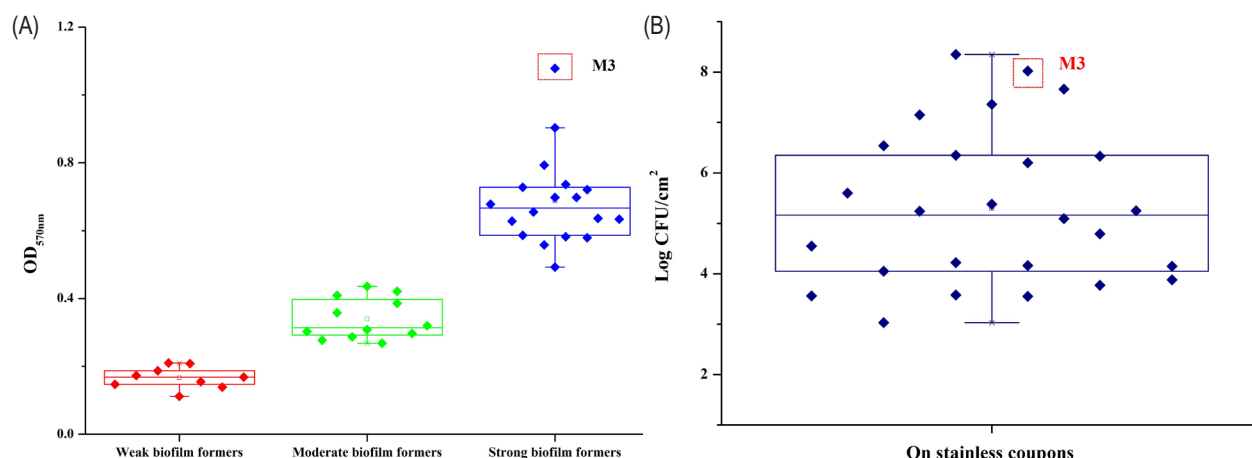 (A)
1.2
0.8
0.4
0.0
OD570nm
M3
Weak biofilm formers
Moderate biofilm formers
Strong biofilm formers
(B)
8
6
4
2
Log CFU/cm2
M3
On stainless coupons